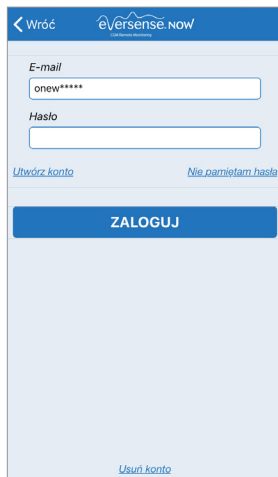 Wróć
eversense. NOW
CGM Remote Monitoring
E-mail
onew*****
Hasło
Utwórz konto
Nie pamiętam hasła
ZALOGUJ
Usuń konto